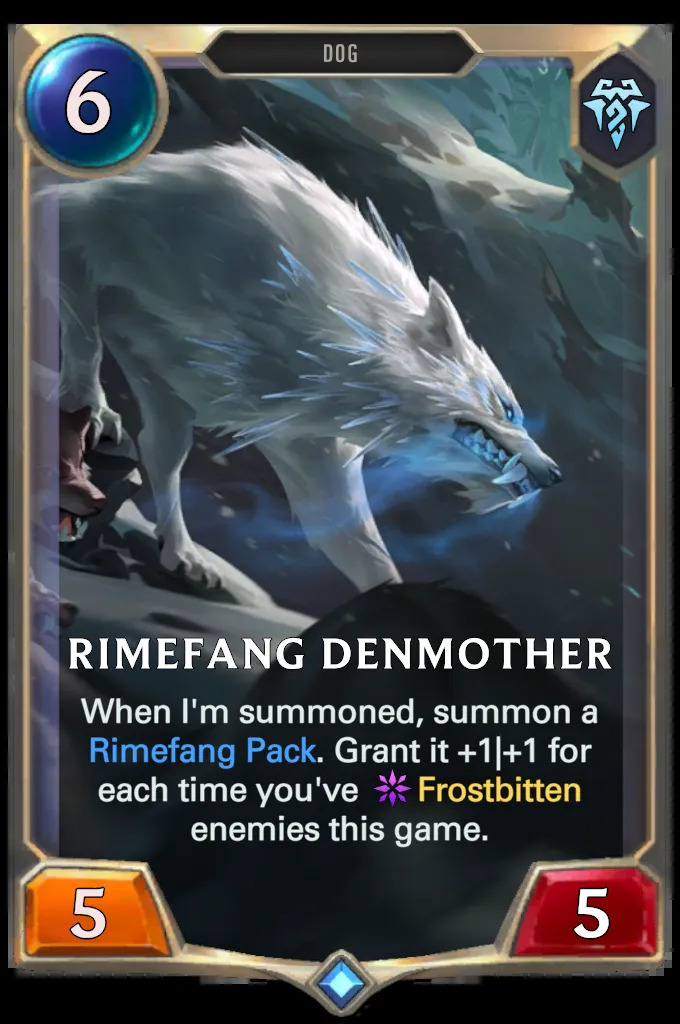 DOG
6
RIMEFANG DENMOTHER
When I'm summoned, summon a
Rimefang Pack. Grant it +1|+1 for
each time you've Frostbitten
enemies this game.
5
5